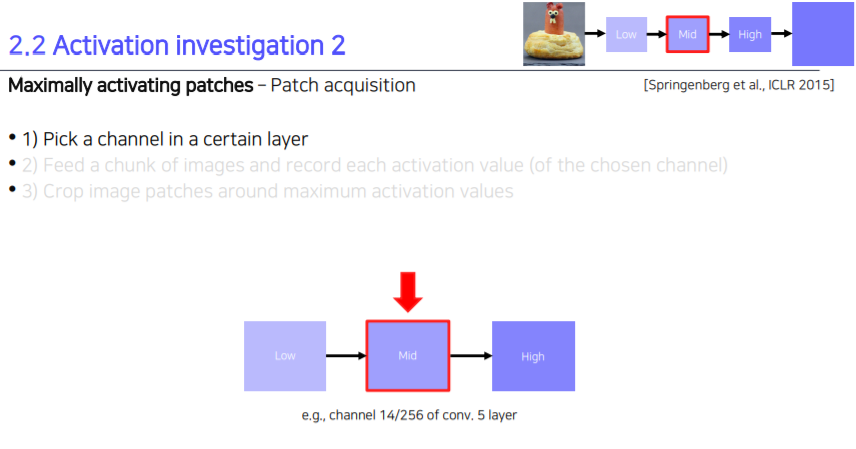 2.2 Activation investigation 2
Low
Mid
High
Maximally activating patches – Patch acquisition
[Springenberg et al., ICLR 2015]
• 1) Pick a channel in a certain layer
• 2) Feed a chunk of images and record each activation value (of the chosen channel)
• 3) Crop image patches around maximum activation values
Low
Mid
High
e.g., channel 14/256 of conv. 5 layer